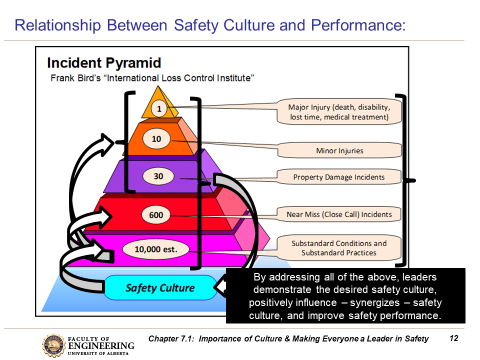 Relationship Between Safety Culture and Performance:
Incident Pyramid
Frank Bird's "International Loss Control Institute"
1
Major Injury (death, disability,
lost time, medical treatment)
10
Minor Injuries
30
Property Damage Incidents
600
Near Miss (Close Call) Incidents
10,000 est.
Substandard Conditions and
Substandard Practices
Safety Culture
By addressing all of the above, leaders
demonstrate the desired safety culture,
positively influence – synergizes – safety
culture, and improve safety performance.
FACULTY OF
ENGINEERING
UNIVERSITY OF ALBERTA
Chapter 7.1: Importance of Culture & Making Everyone a Leader in Safety
12